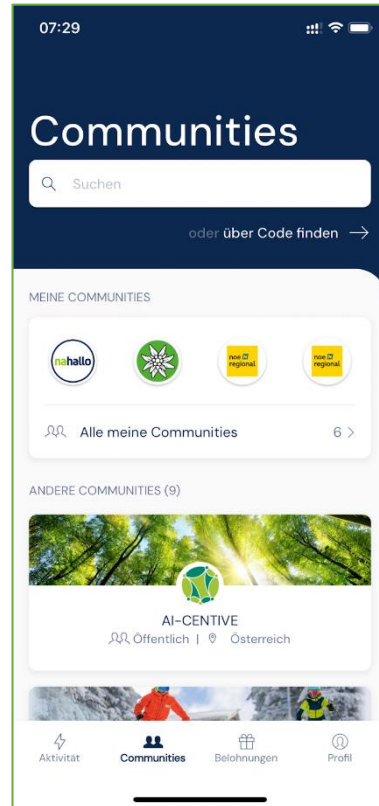 07:29
Communities
Suchen
oder über Code finden →
MEINE COMMUNITIES
nahallo
noe regional
noe regional
Alle meine Communities 6 >
ANDERE COMMUNITIES (9)
AI-CENTIVE
Öffentlich | Österreich
Aktivität Communities Belohnungen Profil